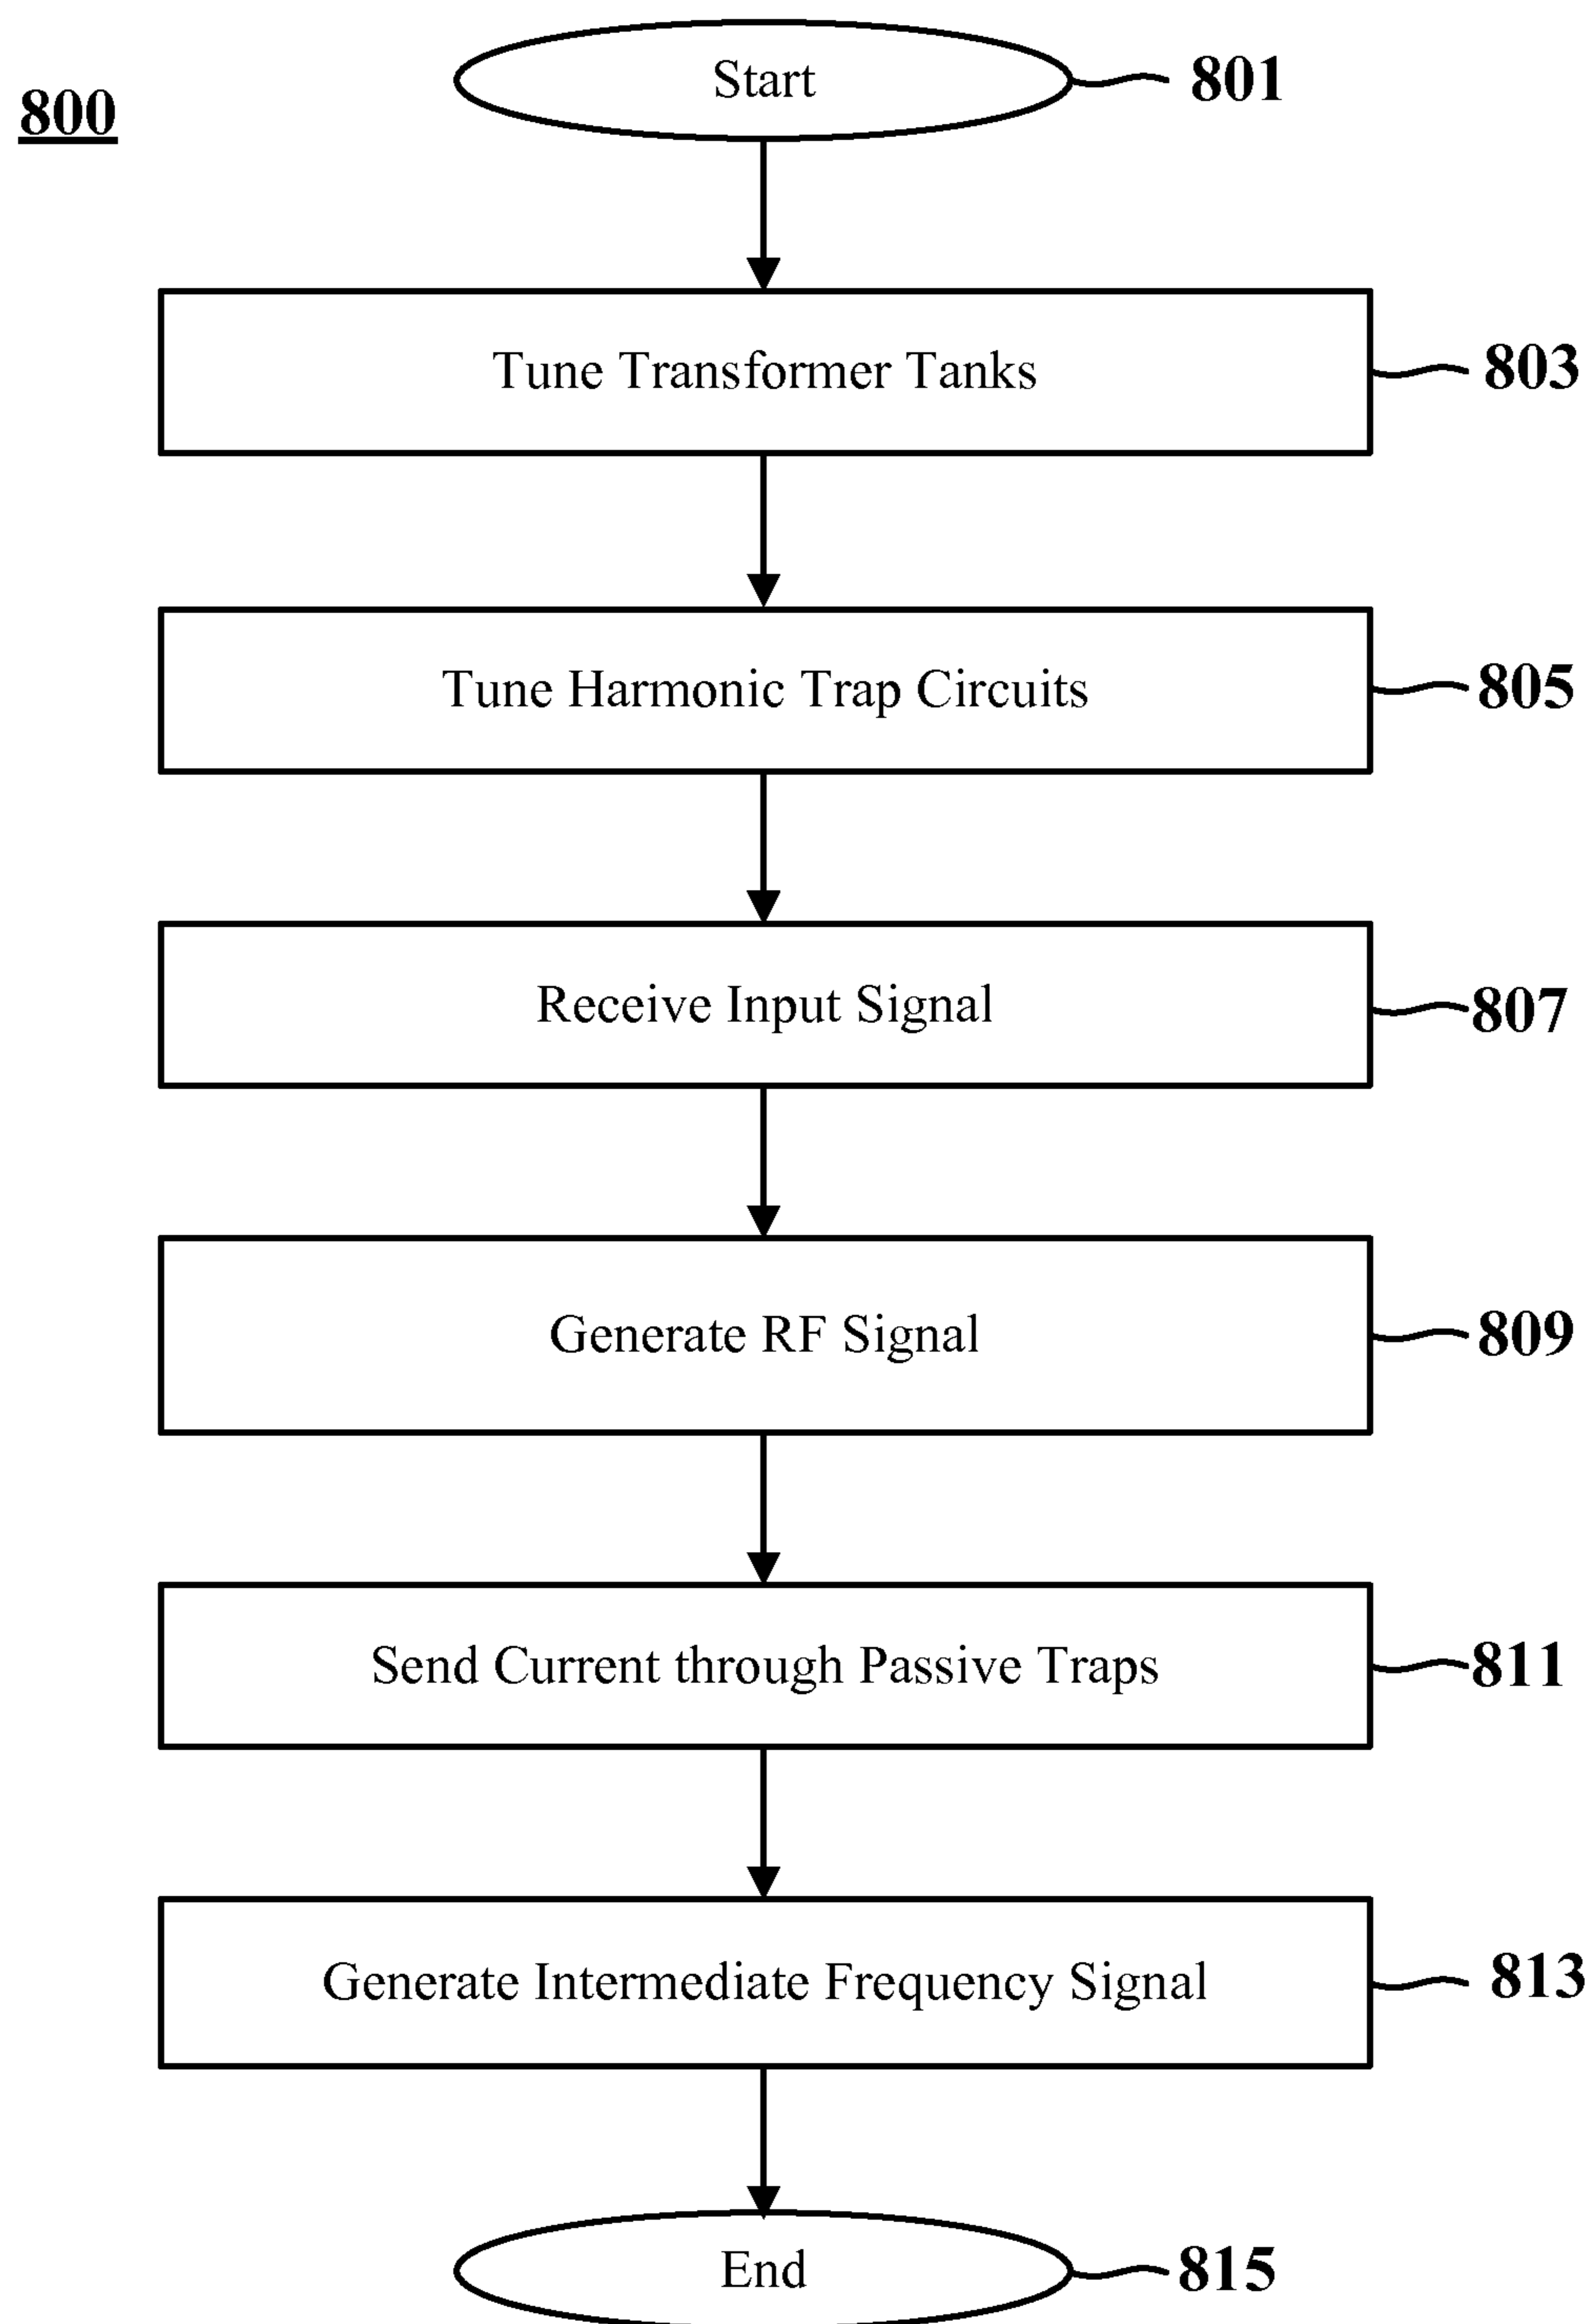 800
Start
801
Tune Transformer Tanks
803
Tune Harmonic Trap Circuits
805
Receive Input Signal
807
Generate RF Signal
809
Send Current through Passive Traps
811
Generate Intermediate Frequency Signal
813
End
815